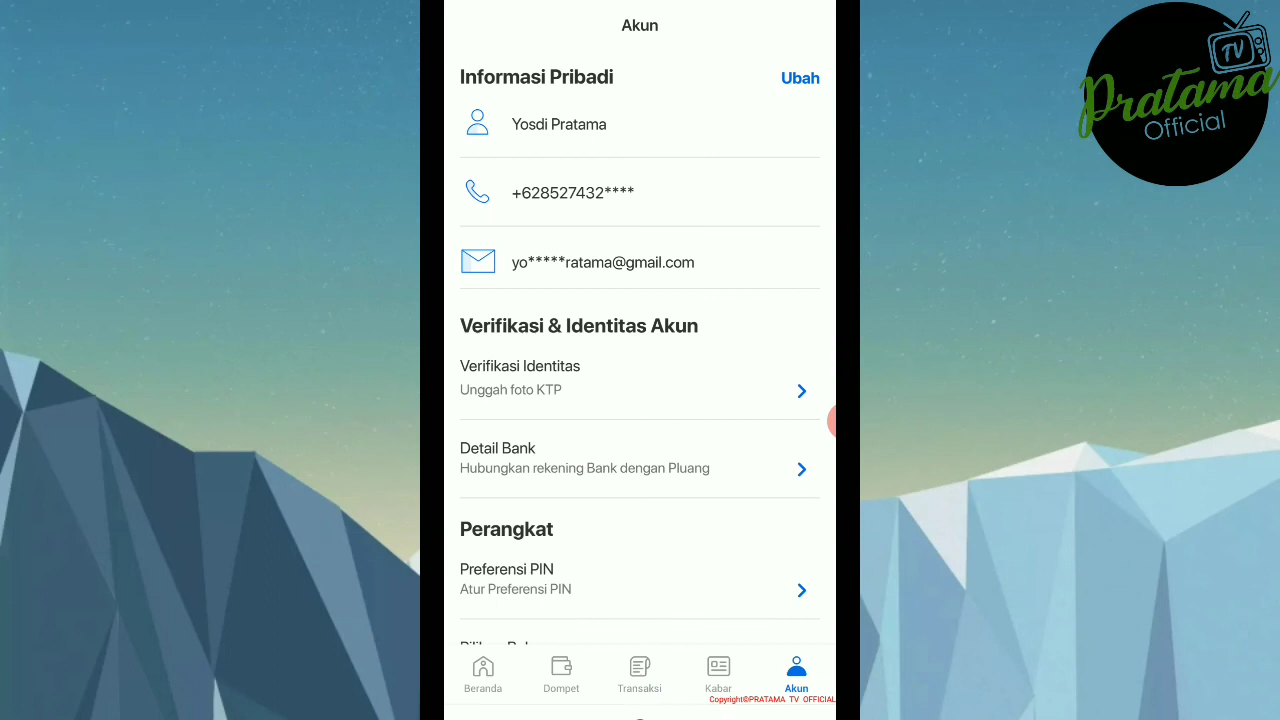 Akun
Informasi Pribadi
Ubah
Yosdi Pratama
+628527432****
yo*****ratama@gmail.com
Verifikasi & Identitas Akun
Verifikasi Identitas
Unggah foto KTP
Detail Bank
Hubungkan rekening Bank dengan Pluang
Perangkat
Preferensi PIN
Atur Preferensi PIN
Beranda
Dompet
Transaksi
Kabar
Akun
Copyright©PRATAMA TV OFFICIAL
TV
Pratama
Official